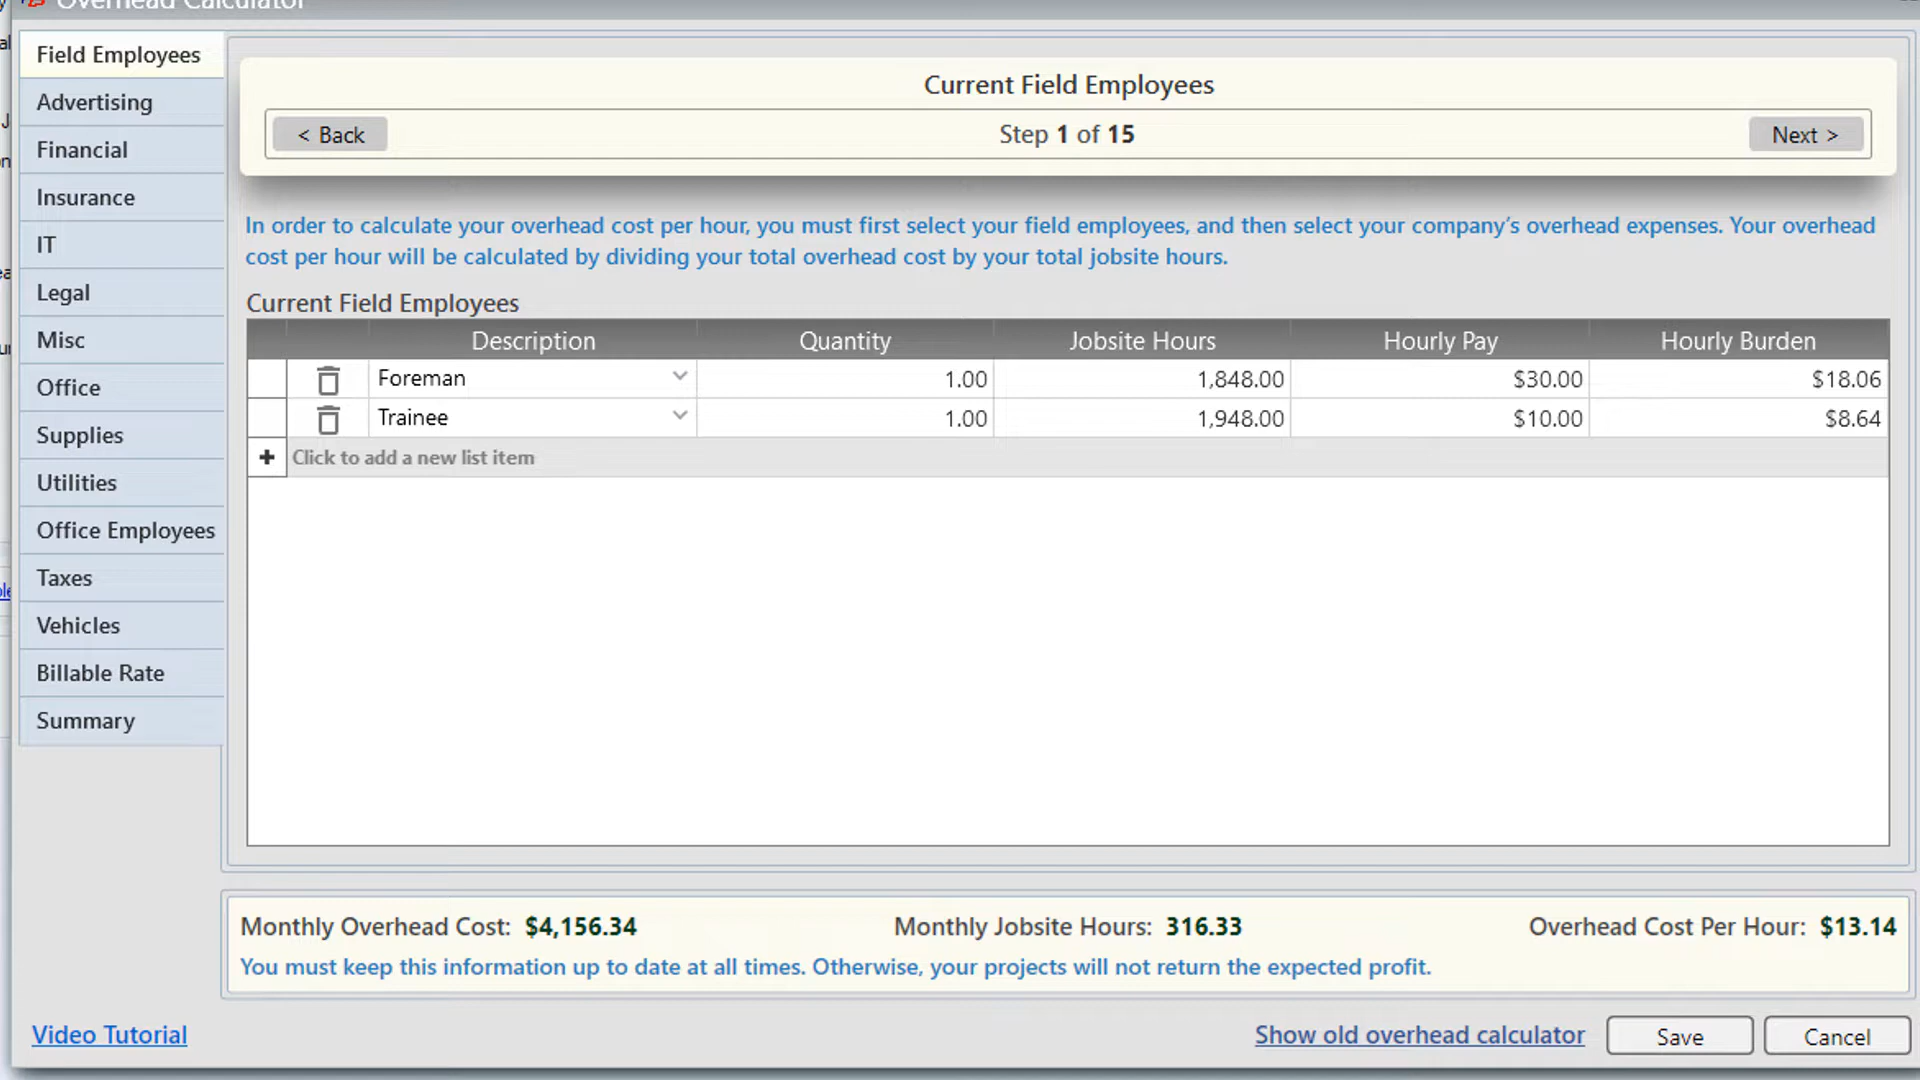 Overhead Calculator
Field Employees
Advertising
Financial
Insurance
IT
Legal
Misc
Office
Supplies
Utilities
Office Employees
Taxes
Vehicles
Billable Rate
Summary
Current Field Employees
< Back
Step 1 of 15
Next >
In order to calculate your overhead cost per hour, you must first select your field employees, and then select your company's overhead expenses. Your overhead
cost per hour will be calculated by dividing your total overhead cost by your total jobsite hours.
Current Field Employees
Description Quantity Jobsite Hours Hourly Pay Hourly Burden
Foreman 1.00 1,848.00 $30.00 $18.06
Trainee 1.00 1,948.00 $10.00 $8.64
+ Click to add a new list item
Monthly Overhead Cost: $4,156.34 Monthly Jobsite Hours: 316.33 Overhead Cost Per Hour: $13.14
You must keep this information up to date at all times. Otherwise, your projects will not return the expected profit.
Video Tutorial
Show old overhead calculator
Save
Cancel